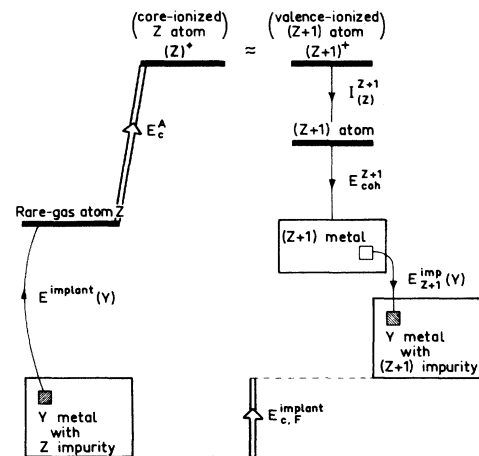 (core-ionized)
Z atom
(Z)⁺
≈
(valence-ionized)
(Z+1) atom
(Z+1)⁺
I_(Z)^Z+1
(Z+1) atom
E_c^A
E_coh^Z+1
Rare-gas atom Z
(Z+1) metal
E^implant(Y)
E_Z+1^imp(Y)
Y metal
with
(Z+1) impurity
Y metal
with
Z impurity
E_c,F^implant